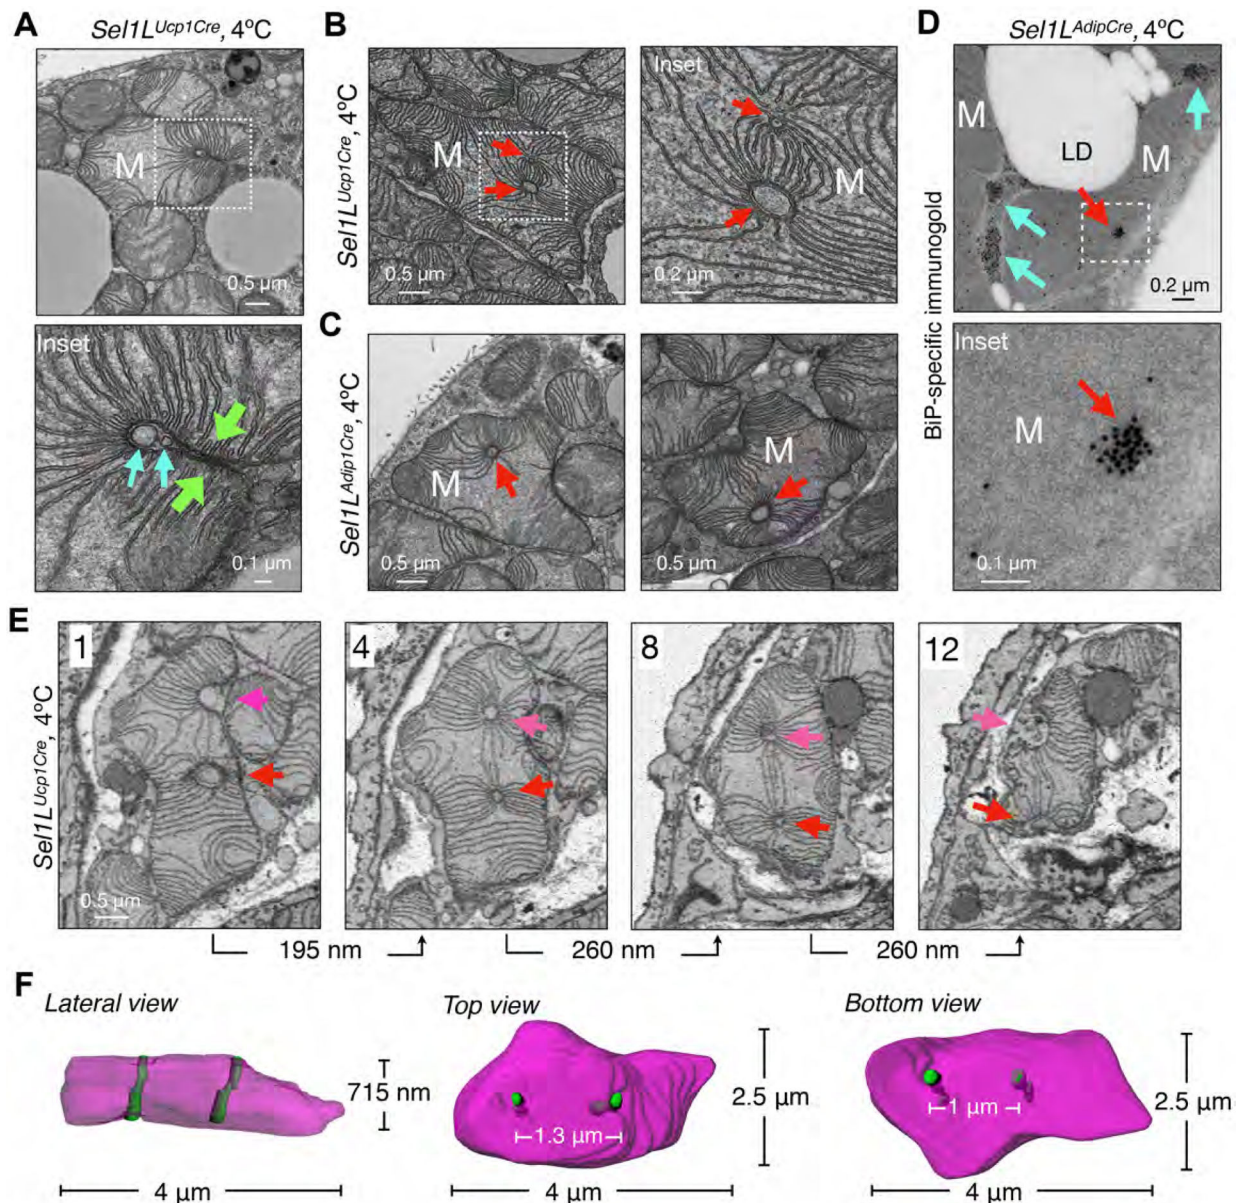 A
Sel1L^Ucp1Cre, 4ºC
M
0.5 µm
Inset
0.1 µm
B
Sel1L^Ucp1Cre, 4ºC
M
0.5 µm
Inset
M
0.2 µm
C
Sel1L^Adip1Cre, 4ºC
M
0.5 µm
M
0.5 µm
D
Sel1L^AdipCre, 4ºC
BiP-specific immunogold
M
LD
M
0.2 µm
Inset
M
0.1 µm
E
Sel1L^Ucp1Cre, 4ºC
1
4
8
12
0.5 µm
195 nm
260 nm
260 nm
F
Lateral view
Top view
Bottom view
715 nm
4 µm
1.3 µm
2.5 µm
4 µm
1 µm
2.5 µm
4 µm